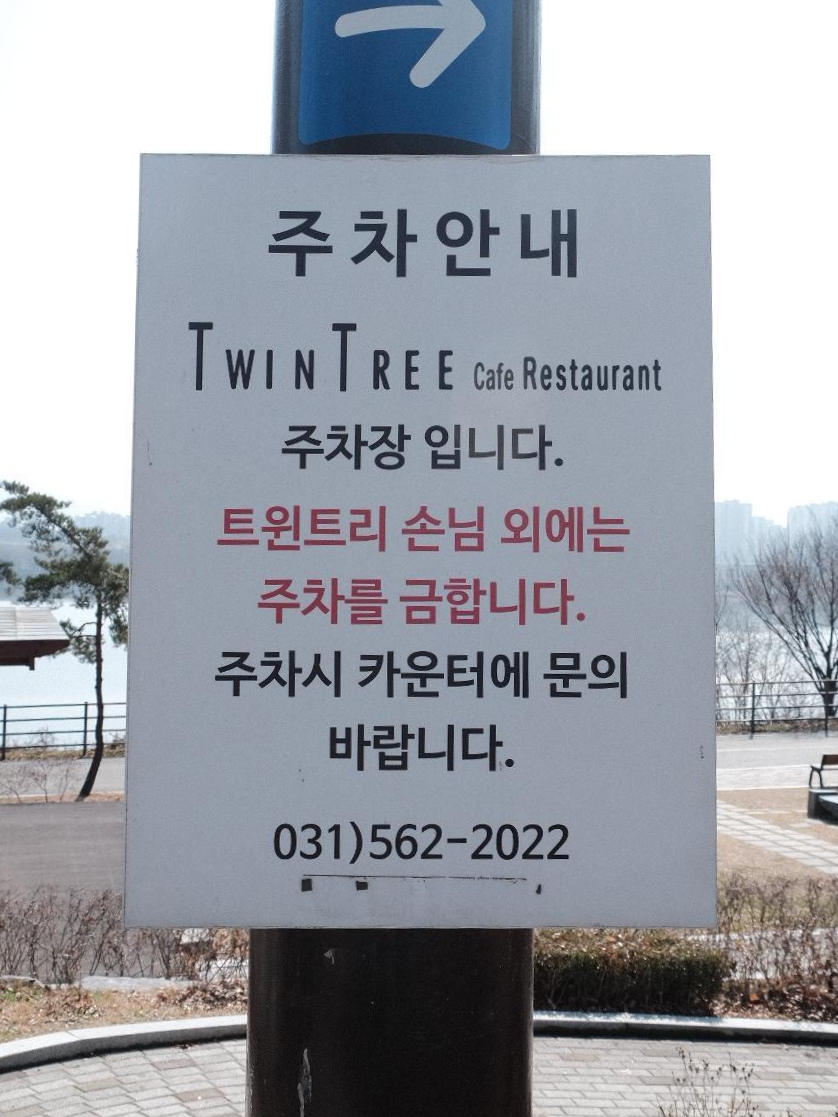 주차안내
TWINTREE Cafe Restaurant
주차장 입니다.
트윈트리 손님 외에는
주차를 금합니다.
주차시 카운터에 문의
바랍니다.
031)562-2022